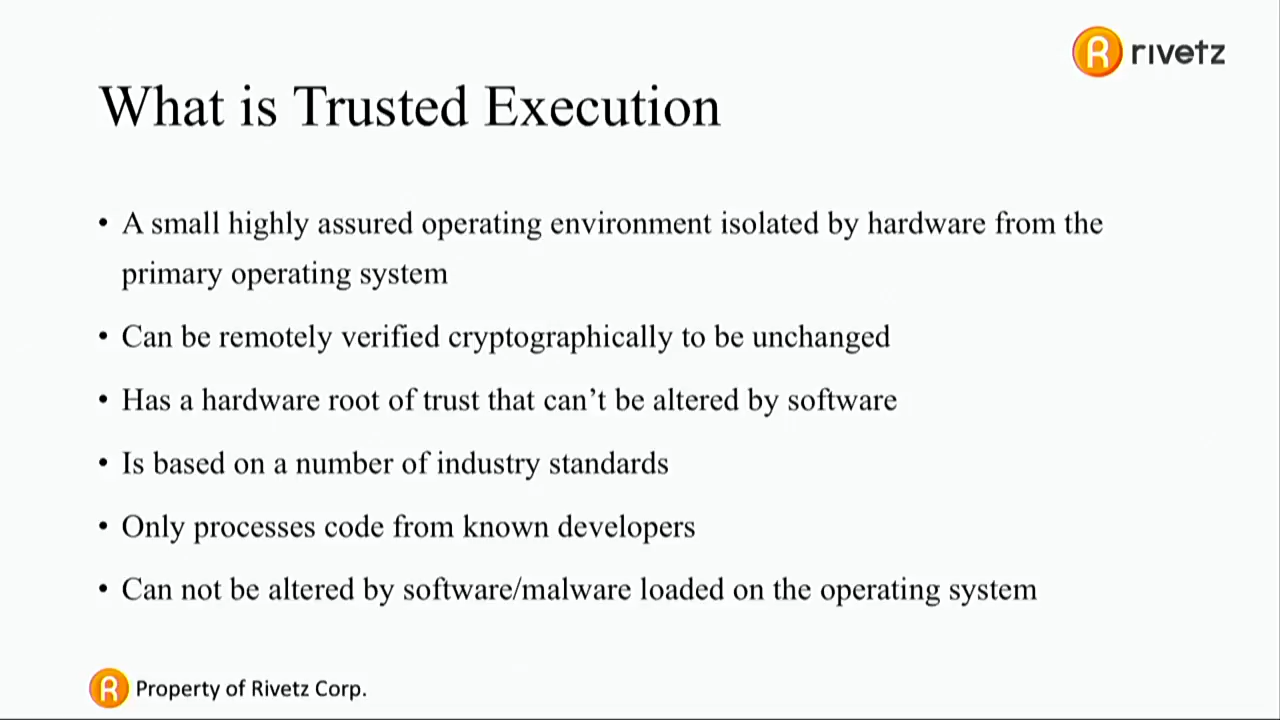 rivetz
What is Trusted Execution
• A small highly assured operating environment isolated by hardware from the
primary operating system
• Can be remotely verified cryptographically to be unchanged
• Has a hardware root of trust that can’t be altered by software
• Is based on a number of industry standards
• Only processes code from known developers
• Can not be altered by software/malware loaded on the operating system
Property of Rivetz Corp.